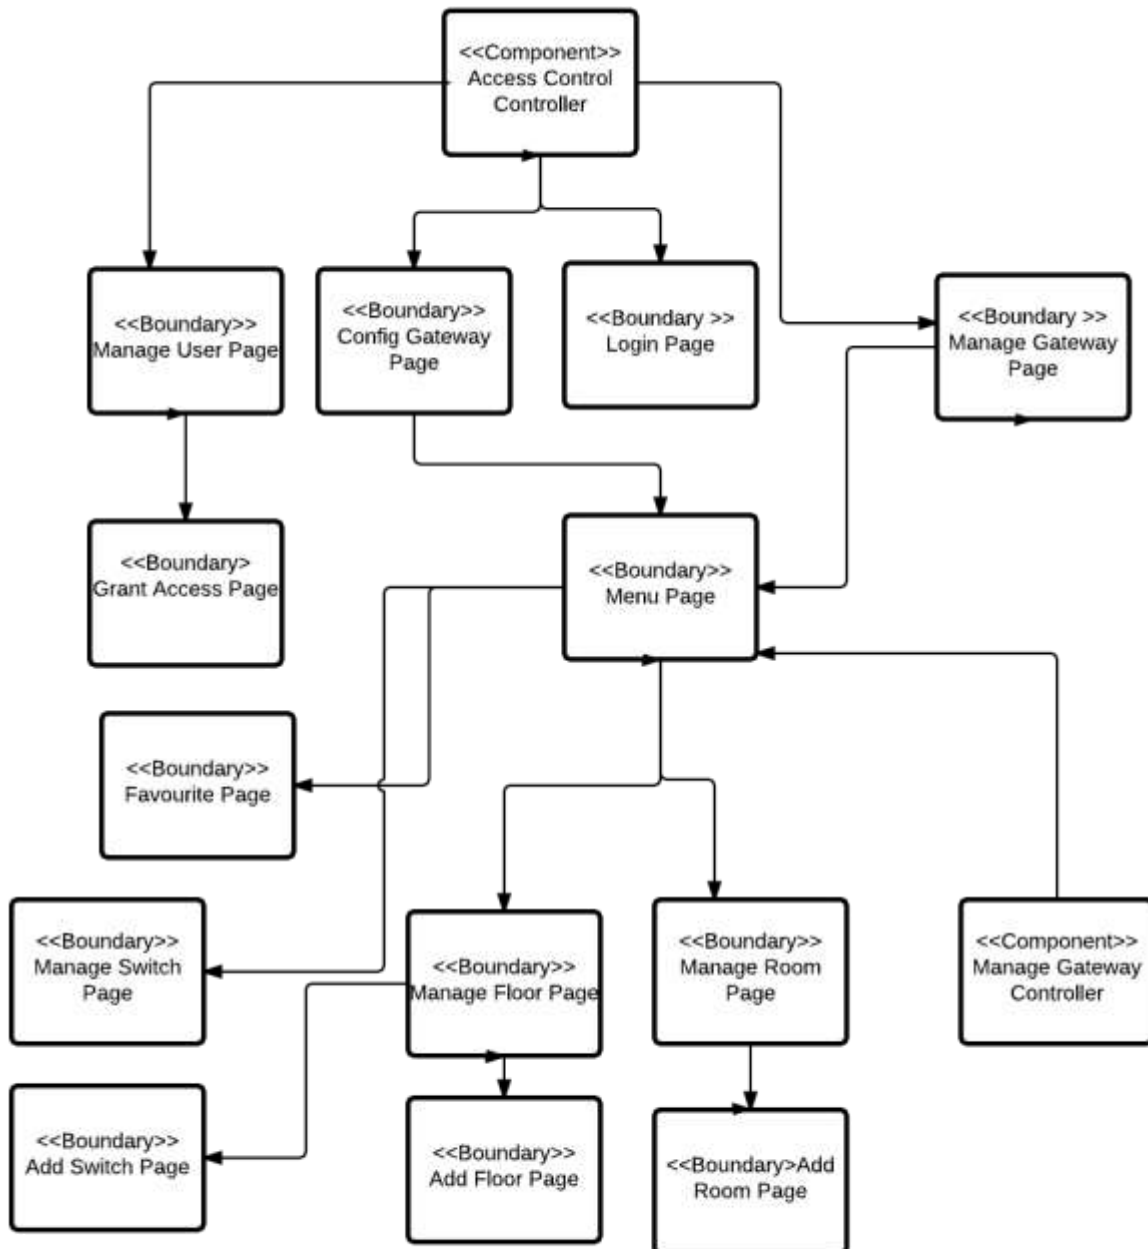 <<Component>>
Access Control
Controller
<<Boundary>>
Manage User Page
<<Boundary>>
Config Gateway
Page
<<Boundary >>
Login Page
<<Boundary >>
Manage Gateway
Page
<<Boundary>
Grant Access Page
<<Boundary>>
Menu Page
<<Boundary>>
Favourite Page
<<Boundary>>
Manage Switch
Page
<<Boundary>>
Manage Floor Page
<<Boundary>>
Manage Room
Page
<<Component>>
Manage Gateway
Controller
<<Boundary>>
Add Switch Page
<<Boundary>>
Add Floor Page
<<Boundary>Add
Room Page